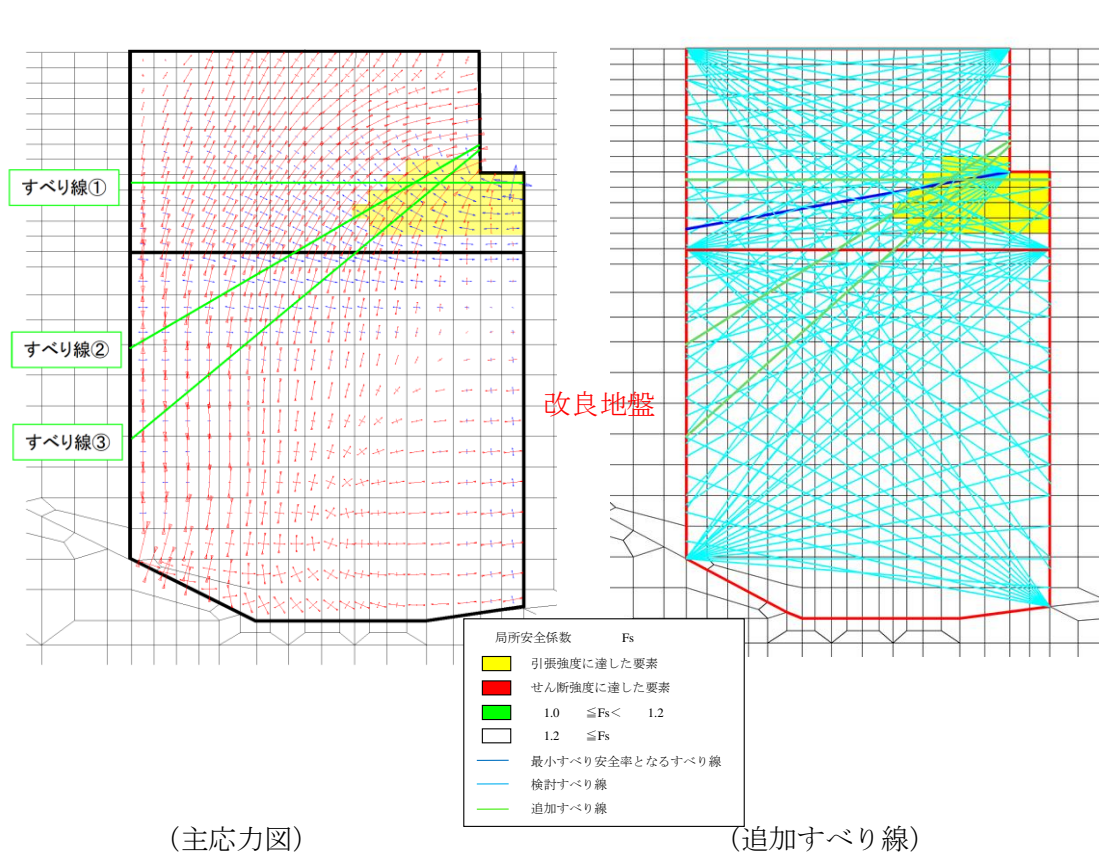 すべり線①
すべり線②
すべり線③
改良地盤
局所安全係数 Fs
引張強度に達した要素
せん断強度に達した要素
1.0 ≦Fs< 1.2
1.2 ≦Fs
最小すべり安全率となるすべり線
検討すべり線
追加すべり線
(主応力図)
(追加すべり線)